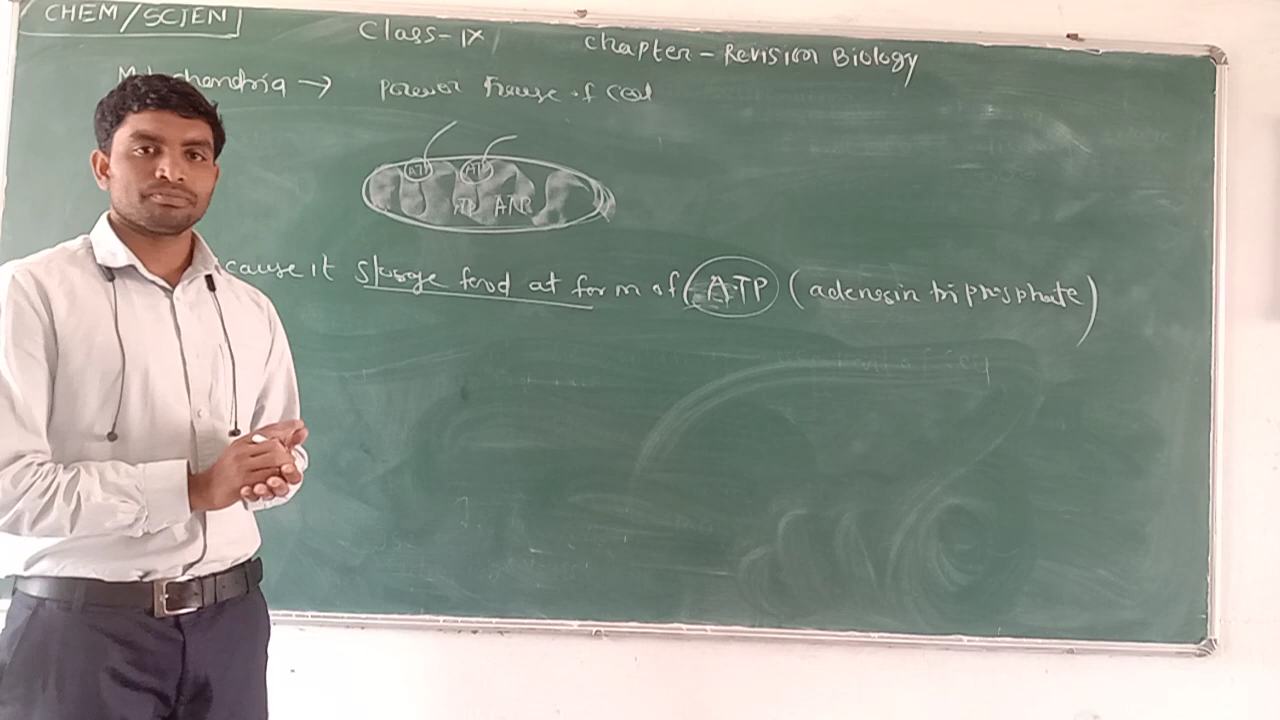 CHEM/SCIEN
Class-IX
Chapter - Revision Biology
Mitochondria → power house of cell
ATP ATP
ATP ATP
cause it storage food at form of ATP (adenosin triphosphate)